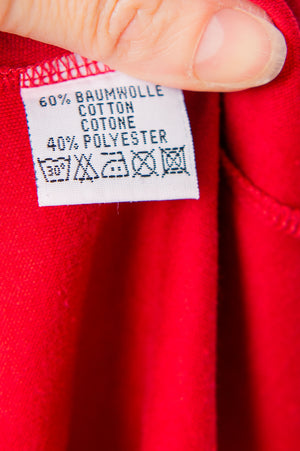 60% BAUMWOLLE
COTTON
COTONE
40% POLYESTER
30°